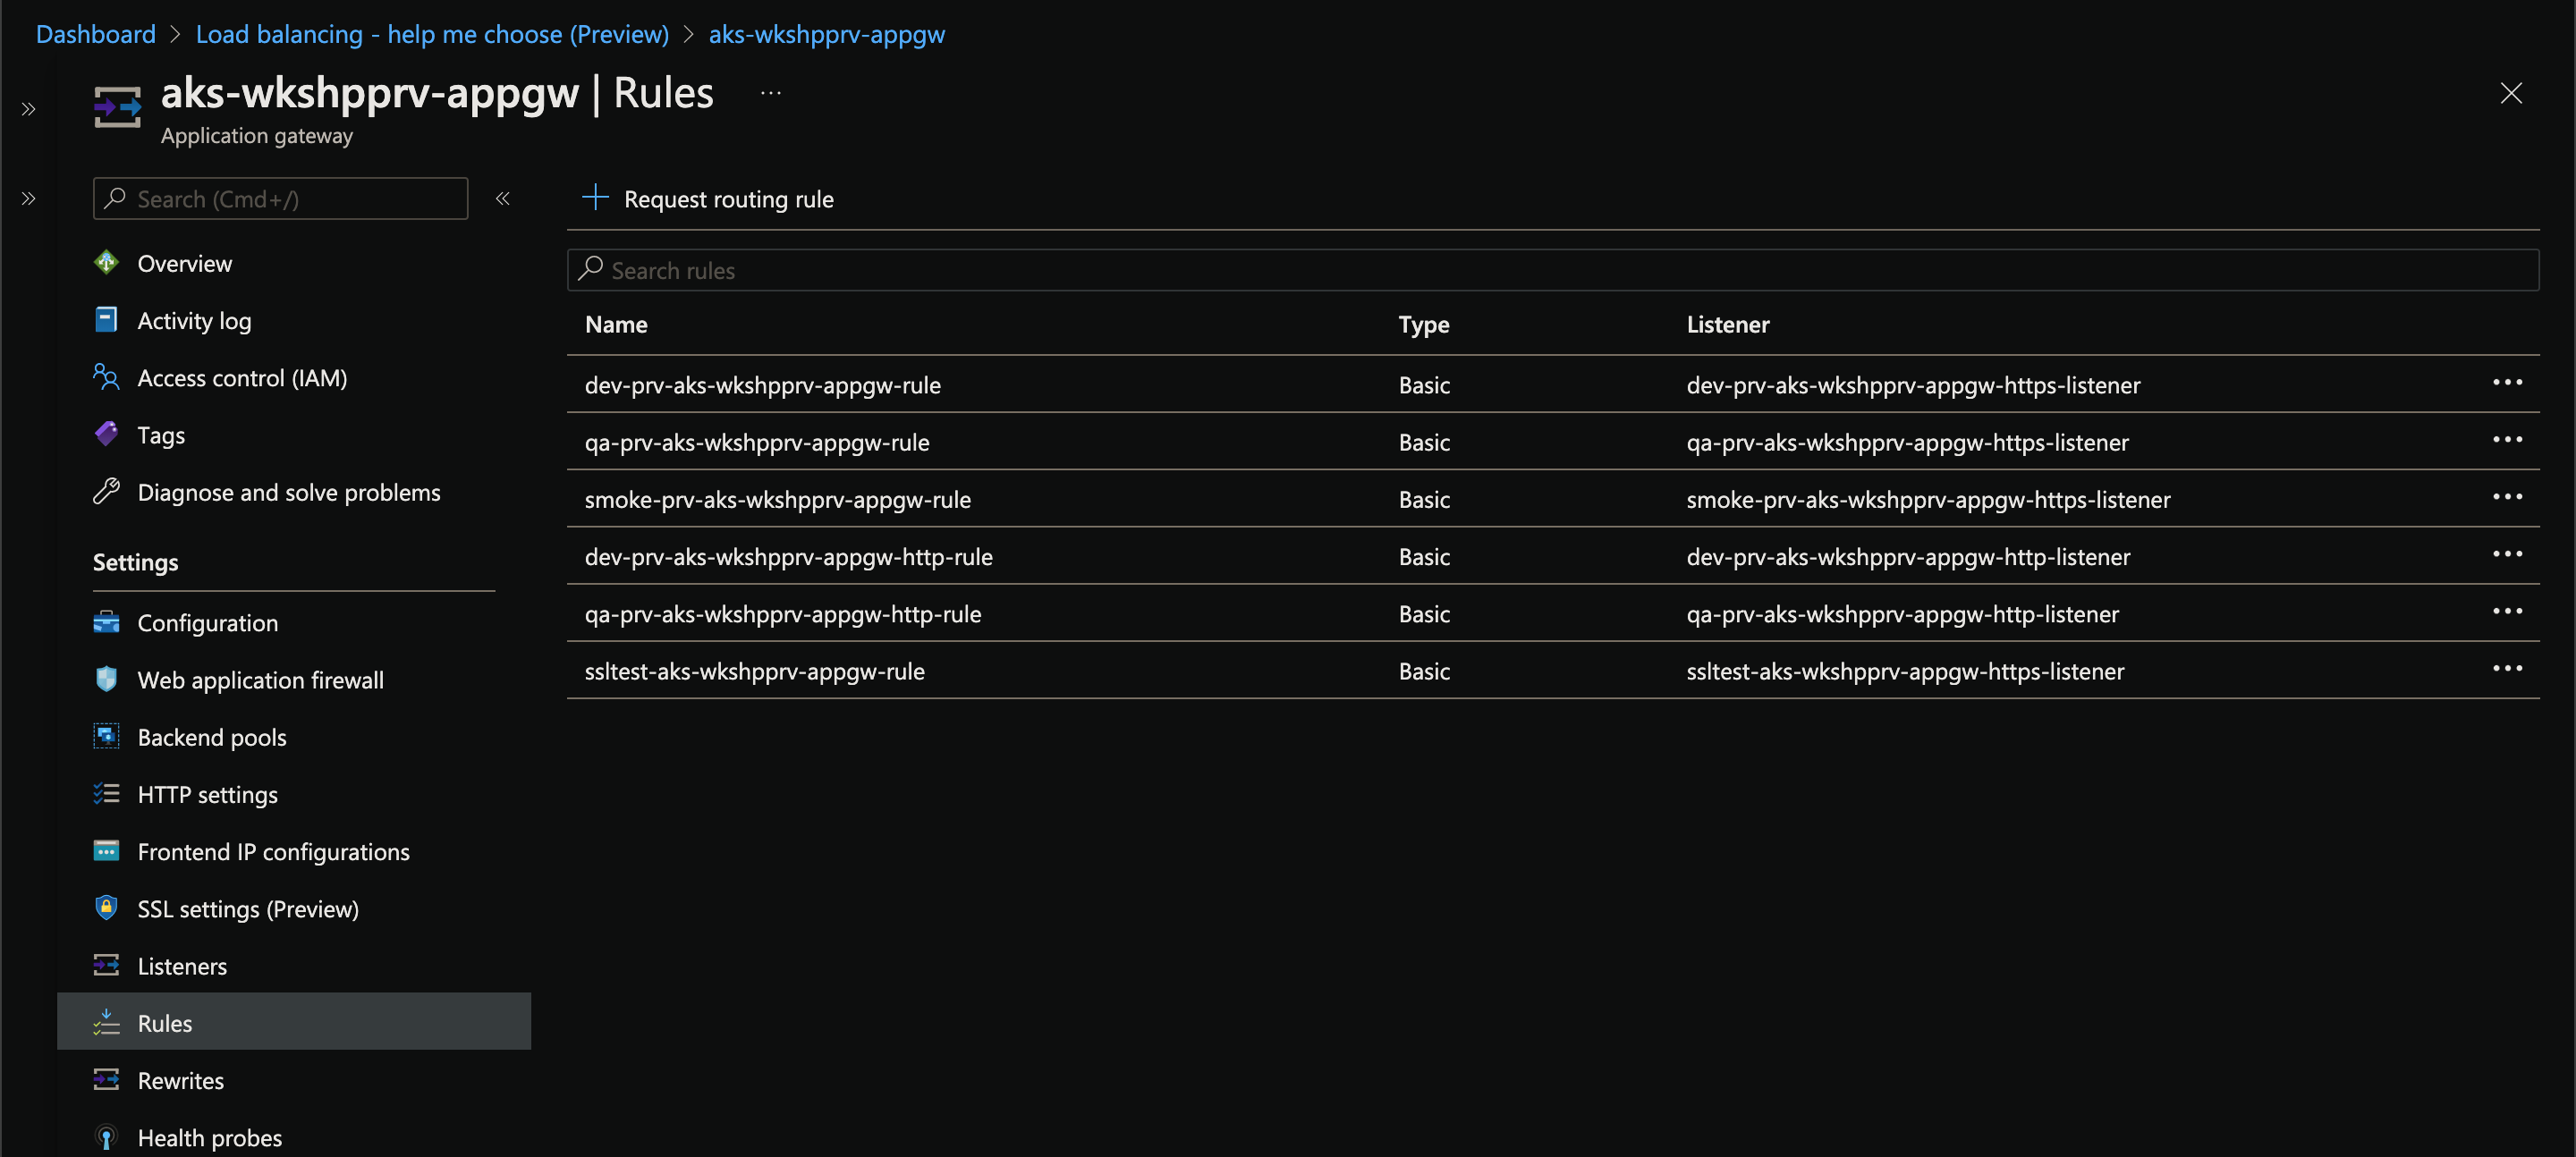 Dashboard > Load balancing - help me choose (Preview) > aks-wkshpprv-appgw
aks-wkshpprv-appgw | Rules ...
Application gateway
Search (Cmd+/)
Overview
Activity log
Access control (IAM)
Tags
Diagnose and solve problems
Settings
Configuration
Web application firewall
Backend pools
HTTP settings
Frontend IP configurations
SSL settings (Preview)
Listeners
Rules
Rewrites
Health probes
Request routing rule
Search rules
Name Type Listener
dev-prv-aks-wkshpprv-appgw-rule Basic dev-prv-aks-wkshpprv-appgw-https-listener
qa-prv-aks-wkshpprv-appgw-rule Basic qa-prv-aks-wkshpprv-appgw-https-listener
smoke-prv-aks-wkshpprv-appgw-rule Basic smoke-prv-aks-wkshpprv-appgw-https-listener
dev-prv-aks-wkshpprv-appgw-http-rule Basic dev-prv-aks-wkshpprv-appgw-http-listener
qa-prv-aks-wkshpprv-appgw-http-rule Basic qa-prv-aks-wkshpprv-appgw-http-listener
ssltest-aks-wkshpprv-appgw-rule Basic ssltest-aks-wkshpprv-appgw-https-listener